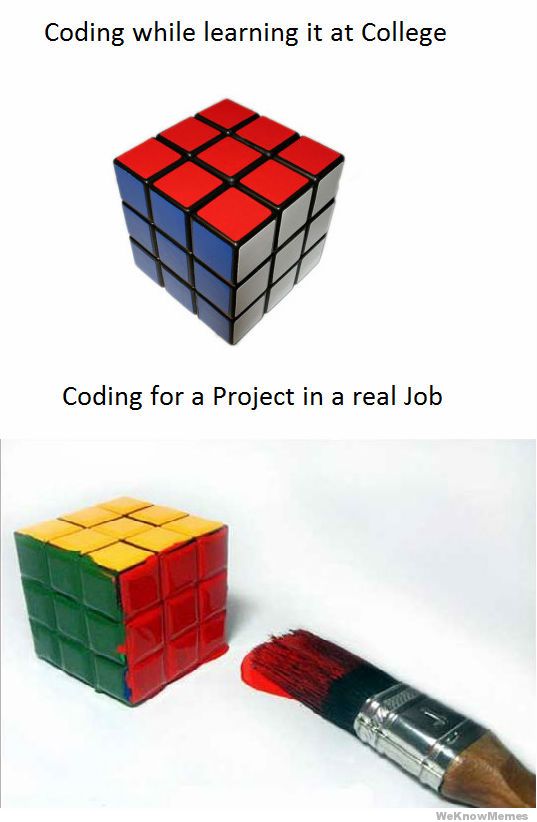 Coding while learning it at College
Coding for a Project in a real Job
WeKnowMemes